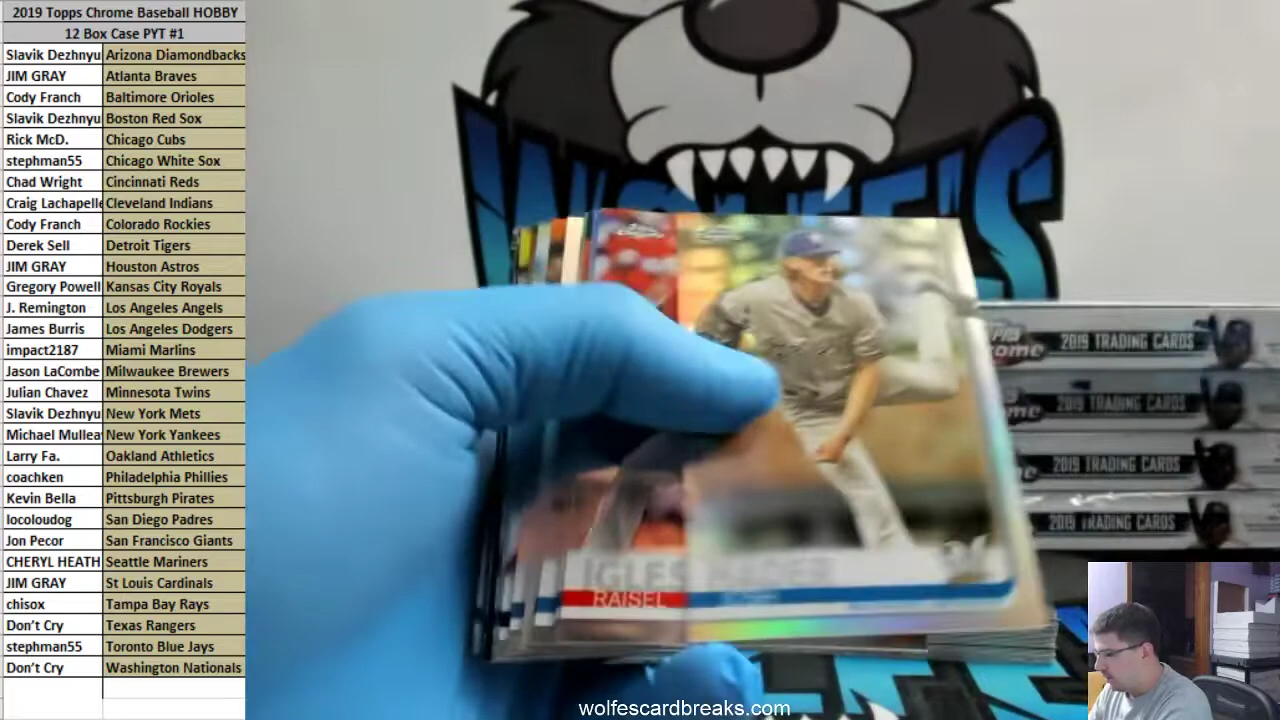 2019 Topps Chrome Baseball HOBBY
12 Box Case PYT #1
Slavik Dezhnyu Arizona Diamondbacks
JIM GRAY Atlanta Braves
Cody Franch Baltimore Orioles
Slavik Dezhnyu Boston Red Sox
Rick McD. Chicago Cubs
stephman55 Chicago White Sox
Chad Wright Cincinnati Reds
Craig Lachapelle Cleveland Indians
Cody Franch Colorado Rockies
Derek Sell Detroit Tigers
JIM GRAY Houston Astros
Gregory Powell Kansas City Royals
J. Remington Los Angeles Angels
James Burris Los Angeles Dodgers
impact2187 Miami Marlins
Jason LaCombe Milwaukee Brewers
Julian Chavez Minnesota Twins
Slavik Dezhnyu New York Mets
Michael Mullea New York Yankees
Larry Fa. Oakland Athletics
coachken Philadelphia Phillies
Kevin Bella Pittsburgh Pirates
locoloudog San Diego Padres
Jon Pecor San Francisco Giants
CHERYL HEATH Seattle Mariners
JIM GRAY St Louis Cardinals
chisox Tampa Bay Rays
Don't Cry Texas Rangers
stephman55 Toronto Blue Jays
Don't Cry Washington Nationals
WOLFE'S
2019 TRADING CARDS
2019 TRADING CARDS
2019 TRADING CARDS
2019 TRADING CARDS
IGLES
RAISEL
HADER
wolfescardbreaks.com